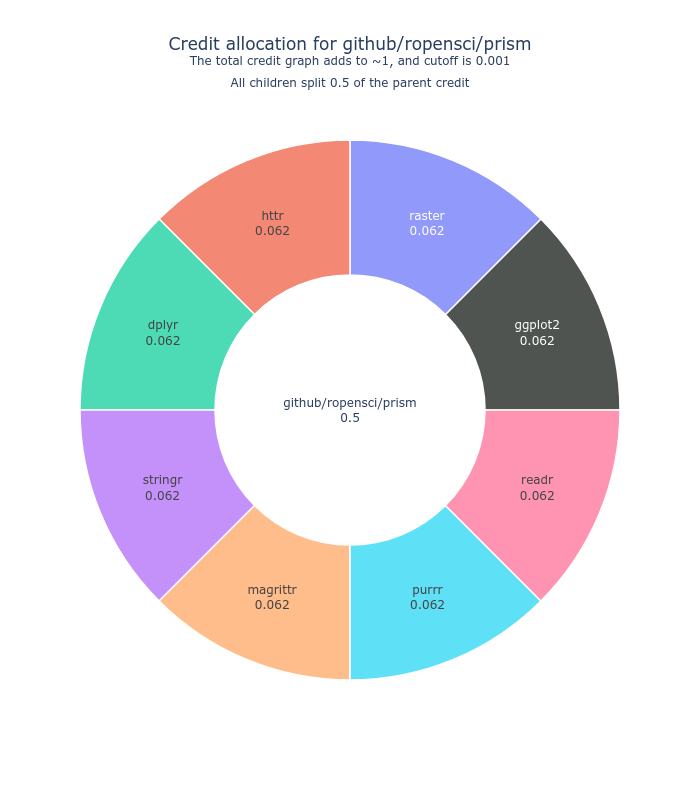 Credit allocation for github/ropensci/prism
The total credit graph adds to ~1, and cutoff is 0.001
All children split 0.5 of the parent credit
httr
0.062
raster
0.062
dplyr
0.062
ggplot2
0.062
github/ropensci/prism
0.5
stringr
0.062
readr
0.062
magrittr
0.062
purrr
0.062